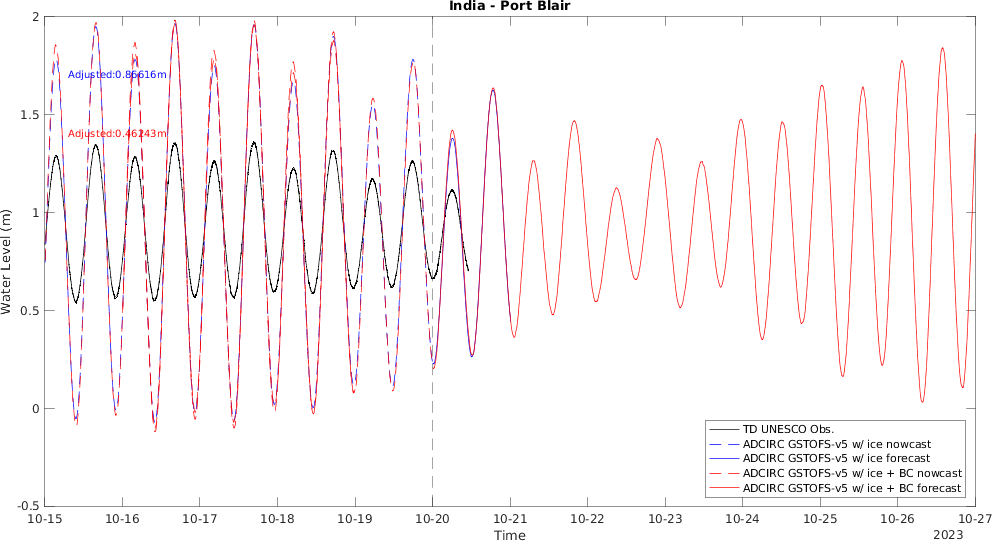 India - Port Blair
Water Level (m)
2
1.5
1
0.5
0
-0.5
Adjusted:0.86616m
Adjusted:0.46243m
TD UNESCO Obs.
ADCIRC GSTOFS-v5 w/ ice nowcast
ADCIRC GSTOFS-v5 w/ ice forecast
ADCIRC GSTOFS-v5 w/ ice + BC nowcast
ADCIRC GSTOFS-v5 w/ ice + BC forecast
10-15 10-16 10-17 10-18 10-19 10-20 10-21 10-22 10-23 10-24 10-25 10-26 10-27
Time
2023